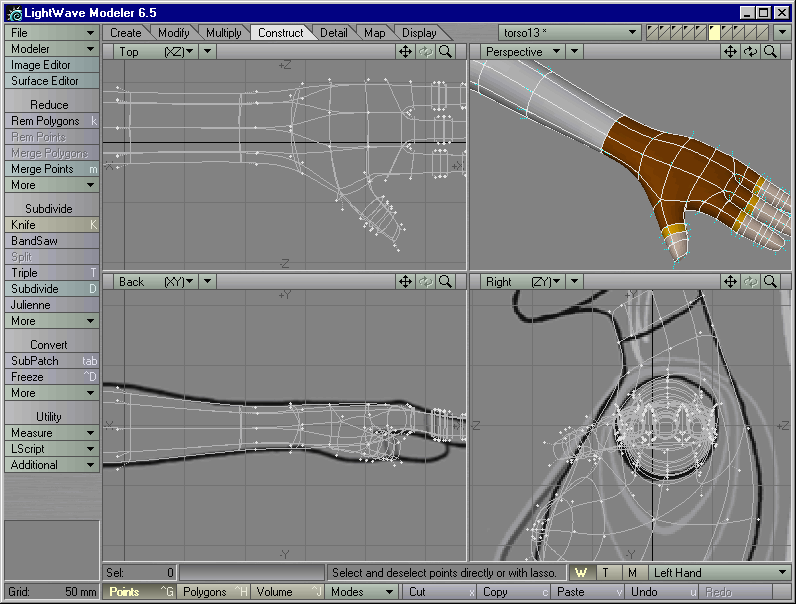 LightWave Modeler 6.5
File
Create
Modify
Multiply
Construct
Detail
Map
Display
torso13 *
Modeler
Top
(XZ)
Perspective
Image Editor
Surface Editor
+Z
Reduce
Rem Polygons k
Rem Points
Merge Polygons
Merge Points m
-X
+X
More
Subdivide
Knife K
BandSaw
Split
-Z
Triple T
Back
(XY)
Right
(ZY)
Subdivide D
+Y
+Y
Julienne
More
Convert
SubPatch tab
Freeze ^D
More
Utility
Measure
-X
-Z
+Z
LScript
Additional
-Y
-Y
Sel: 0
Select and deselect points directly or with lasso.
W
T
M
Left Hand
Grid: 50 mm
Points ^G
Polygons ^H
Volume ^J
Modes
Cut x
Copy c
Paste v
Undo u
Redo